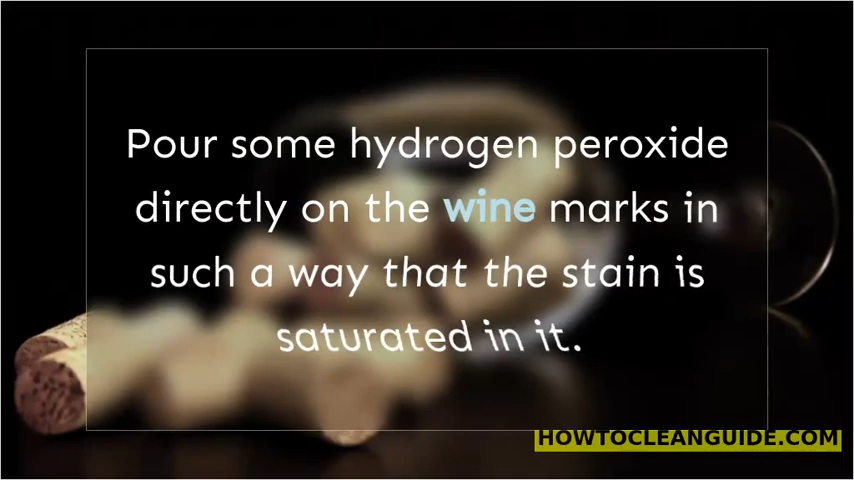 Pour some hydrogen peroxide
directly on the wine marks in
such a way that the stain is
saturated in it.
HOWTOCLEANGUIDE.COM